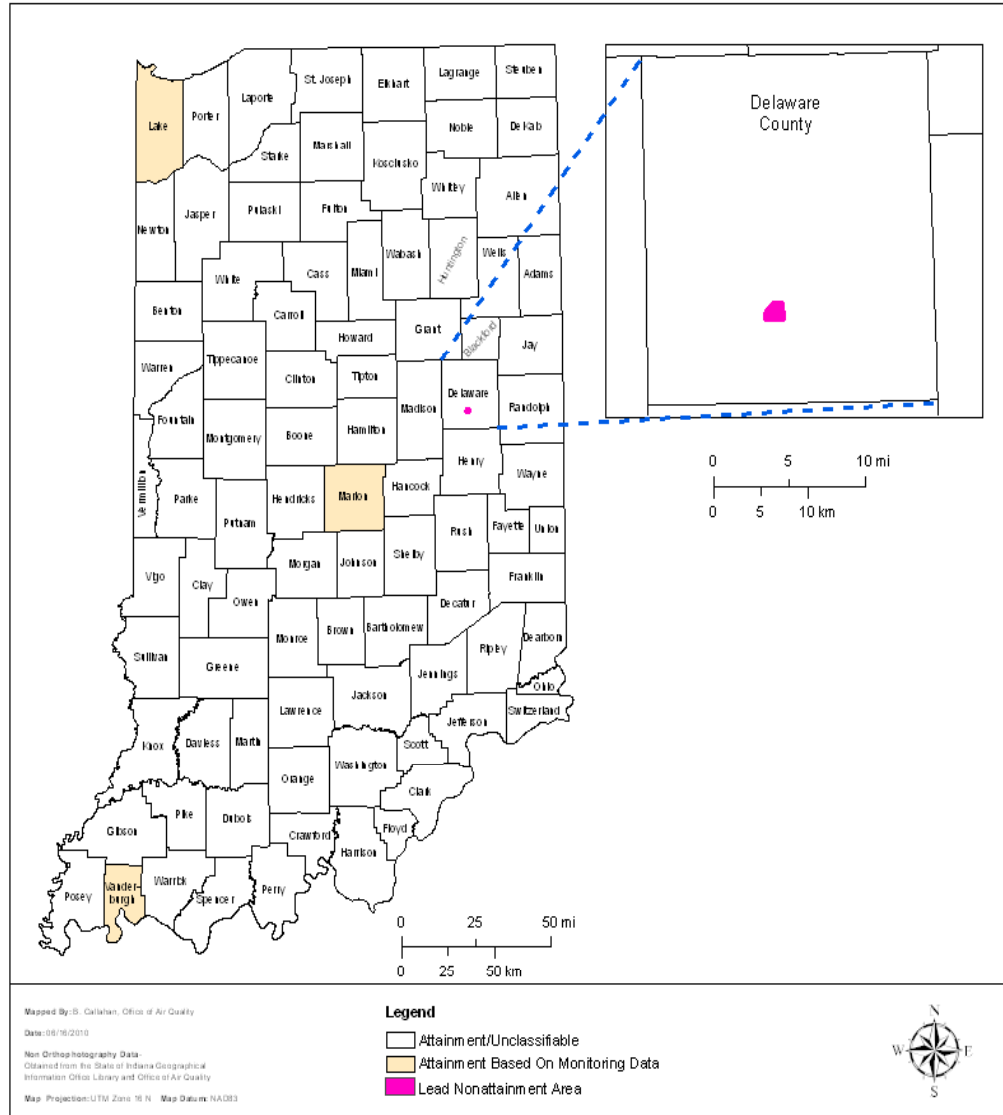 St. Joseph
Elkhart
Lagrange
Steuben
Laporte
Porter
Lake
Noble
De Kalb
Marshall
Starke
Kosciusko
Whitley
Allen
Newton
Jasper
Pulaski
Fulton
Wabash
Huntington
Wells
Adams
Miami
Cass
White
Benton
Carroll
Grant
Blackford
Jay
Howard
Warren
Tippecanoe
Clinton
Tipton
Madison
Delaware
Randolph
Fountain
Montgomery
Boone
Hamilton
Henry
Wayne
Vermillion
Parke
Putnam
Hendricks
Marion
Hancock
Rush
Fayette
Union
Shelby
Morgan
Johnson
Franklin
Vigo
Clay
Owen
Decatur
Monroe
Brown
Bartholomew
Ripley
Dearborn
Sullivan
Greene
Jennings
Ohio
Jackson
Switzerland
Lawrence
Jefferson
Knox
Daviess
Martin
Scott
Washington
Orange
Clark
Pike
Dubois
Gibson
Crawford
Floyd
Harrison
Warrick
Perry
Posey
Vander-
burgh
Spencer
Delaware
County
0 5 10 mi
0 5 10 km
0 25 50 mi
0 25 50 km
Mapped By: B. Callahan, Office of Air Quality
Date: 06/16/2010
Non Orthophotography Data-
Obtained from the State of Indiana Geographical
Information Office Library and Office of Air Quality
Map Projection: UTM Zone 16 N Map Datum: NAD83
Legend
Attainment/Unclassifiable
Attainment Based On Monitoring Data
Lead Nonattainment Area
N
W E
S